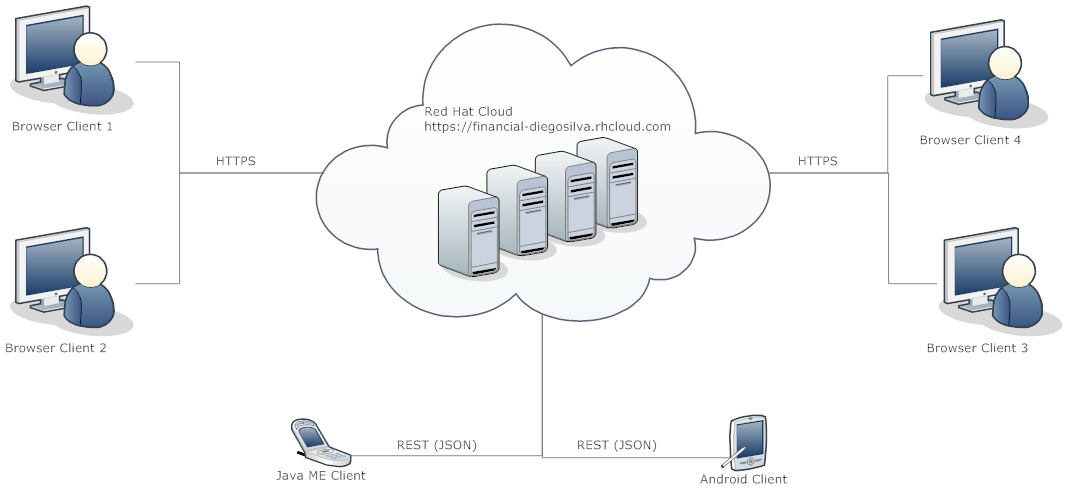 Red Hat Cloud
https://financial-diegosilva.rhcloud.com
Browser Client 1
Browser Client 4
HTTPS
HTTPS
Browser Client 2
Browser Client 3
REST (JSON)
REST (JSON)
Java ME Client
Android Client